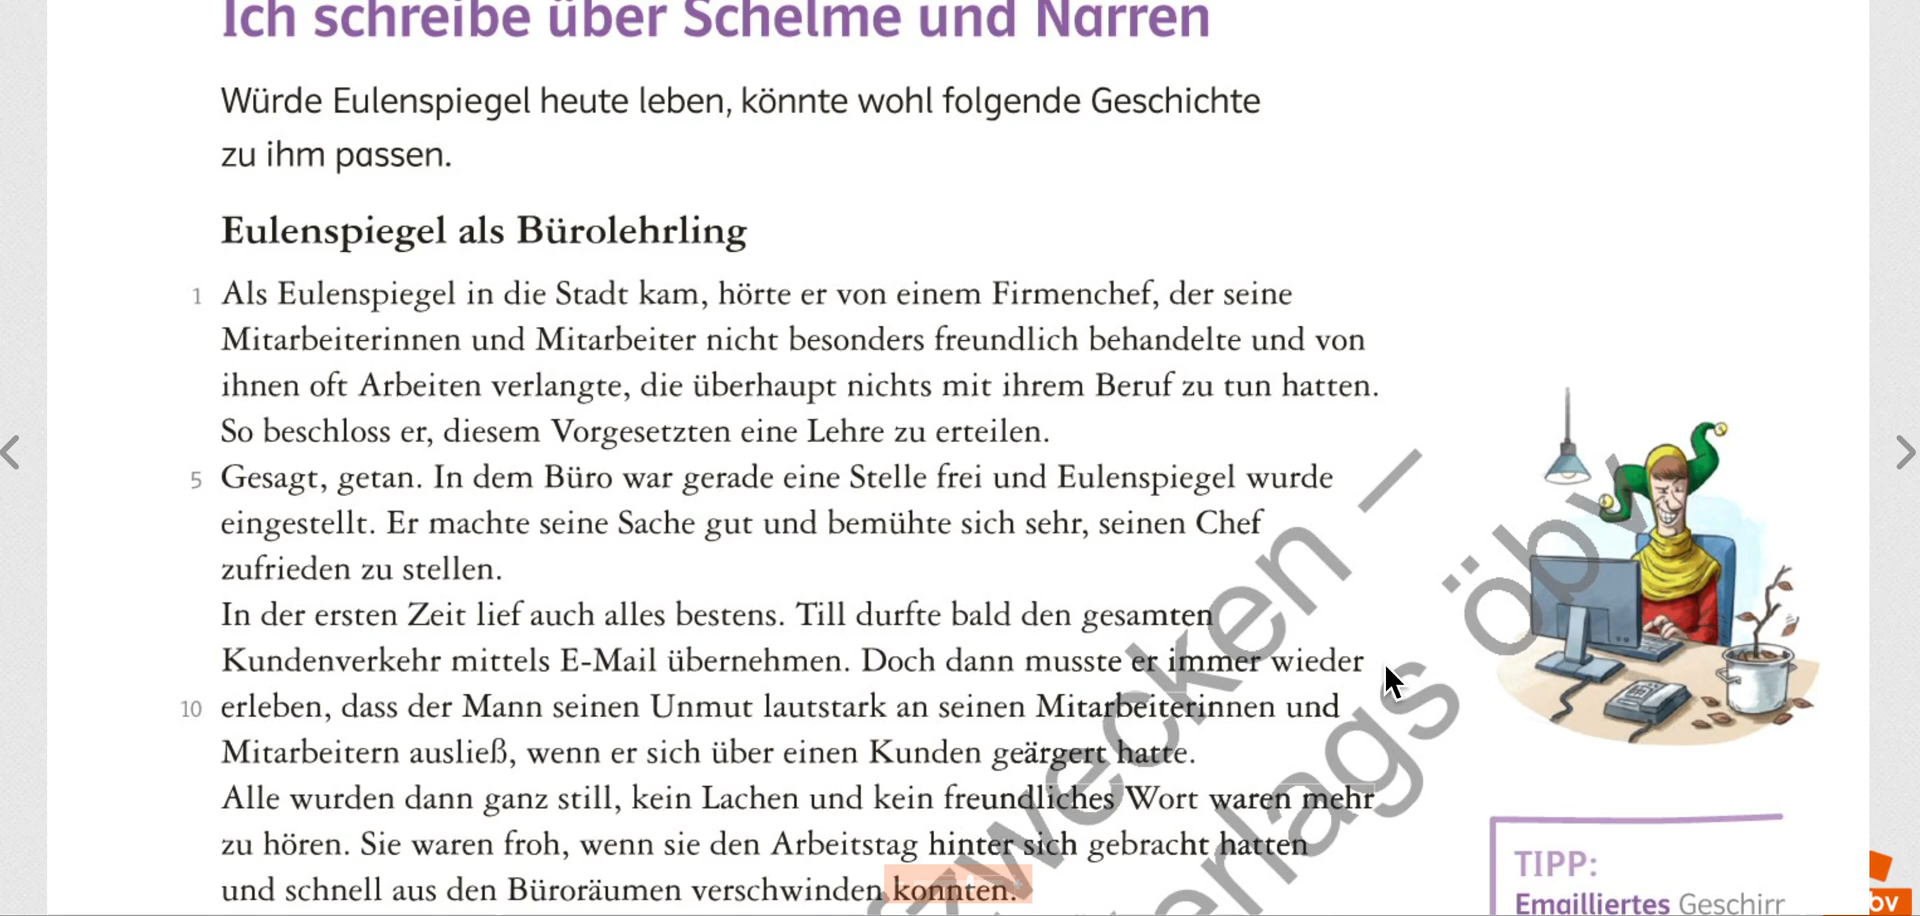 Ich schreibe über Schelme und Narren
Würde Eulenspiegel heute leben, könnte wohl folgende Geschichte
zu ihm passen.
Eulenspiegel als Bürolehrling
1 Als Eulenspiegel in die Stadt kam, hörte er von einem Firmenchef, der seine
Mitarbeiterinnen und Mitarbeiter nicht besonders freundlich behandelte und von
ihnen oft Arbeiten verlangte, die überhaupt nichts mit ihrem Beruf zu tun hatten.
So beschloss er, diesem Vorgesetzten eine Lehre zu erteilen.
5 Gesagt, getan. In dem Büro war gerade eine Stelle frei und Eulenspiegel wurde
eingestellt. Er machte seine Sache gut und bemühte sich sehr, seinen Chef
zufrieden zu stellen.
In der ersten Zeit lief auch alles bestens. Till durfte bald den gesamten
Kundenverkehr mittels E-Mail übernehmen. Doch dann musste er immer wieder
10 erleben, dass der Mann seinen Unmut lautstark an seinen Mitarbeiterinnen und
Mitarbeitern ausließ, wenn er sich über einen Kunden geärgert hatte.
Alle wurden dann ganz still, kein Lachen und kein freundliches Wort waren mehr
zu hören. Sie waren froh, wenn sie den Arbeitstag hinter sich gebracht hatten
und schnell aus den Büroräumen verschwinden konnten.
TIPP:
Emailliertes Geschirr
zwecken –
erlags öbv
öv